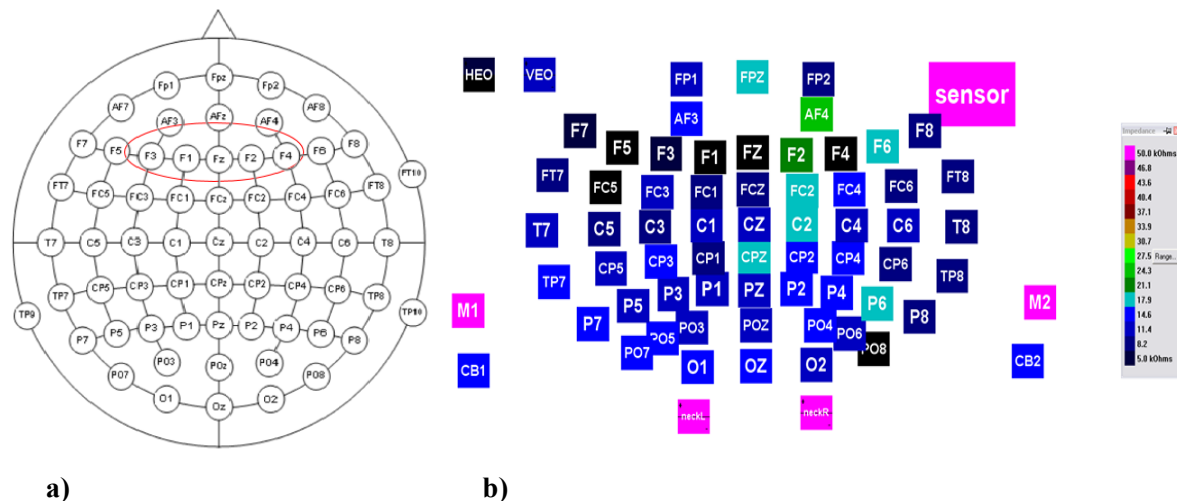 Fpz
Fp1 Fp2
AF7 AF3 AFz AF4 AF8
F7 F5 F3 F1 Fz F2 F4 F6 F8
FT10
FT7 FC5 FC3 FC1 FCz FC2 FC4 FC6 FT8
T7 C5 C3 C1 Cz C2 C4 C6 T8
TP9 TP7 CP5 CP3 CP1 CPz CP2 CP4 CP6 TP8 TP10
P7 P5 P3 P1 Pz P2 P4 P6 P8
PO7 PO3 POz PO4 PO8
O1 Oz O2
a)
HEO VEO FP1 FPZ FP2 sensor
AF3 AF4
F7 F5 F3 F1 FZ F2 F4 F6 F8
FT7 FC5 FC3 FC1 FCZ FC2 FC4 FC6 FT8
T7 C5 C3 C1 CZ C2 C4 C6 T8
TP7 CP5 CP3 CP1 CPZ CP2 CP4 CP6 TP8
M1 P7 P5 P3 P1 PZ P2 P4 P6 P8 M2
PO7 PO5 PO3 POZ PO4 PO6 PO8
CB1 O1 OZ O2 CB2
neckL neckR
b)
Impedance
50.0 kOhms
46.8
43.6
40.4
37.1
33.9
30.7
27.5 Range...
24.3
21.1
17.9
14.6
11.4
8.2
5.0 kOhms